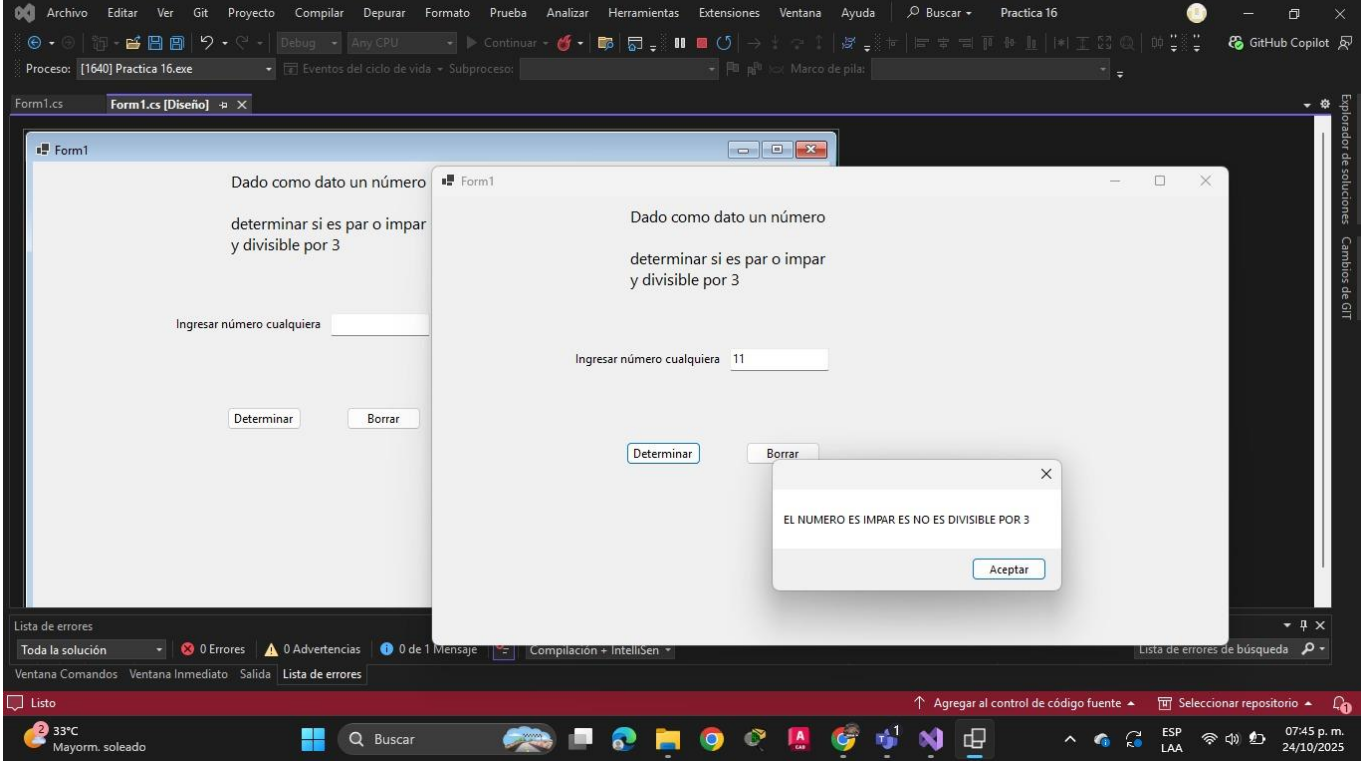 Archivo Editar Ver Git Proyecto Compilar Depurar Formato Prueba Analizar Herramientas Extensiones Ventana Ayuda Buscar Practica 16
Debug Any CPU Continuar GitHub Copilot
Proceso: [1640] Practica 16.exe Eventos del ciclo de vida Subproceso: Marco de pila:
Form1.cs Form1.cs [Diseño]
Explorador de soluciones
Cambios de GIT
Form1
Dado como dato un número
determinar si es par o impar
y divisible por 3
Ingresar número cualquiera
Determinar Borrar
Form1
Dado como dato un número
determinar si es par o impar
y divisible por 3
Ingresar número cualquiera 11
Determinar Borrar
EL NUMERO ES IMPAR ES NO ES DIVISIBLE POR 3
Aceptar
Lista de errores
Toda la solución 0 Errores 0 Advertencias 0 de 1 Mensaje Compilación + IntelliSen Lista de errores de búsqueda
Ventana Comandos Ventana Inmediato Salida Lista de errores
Listo Agregar al control de código fuente Seleccionar repositorio 1
2 33°C
Mayorm. soleado
Buscar
1
ESP
LAA
07:45 p. m.
24/10/2025